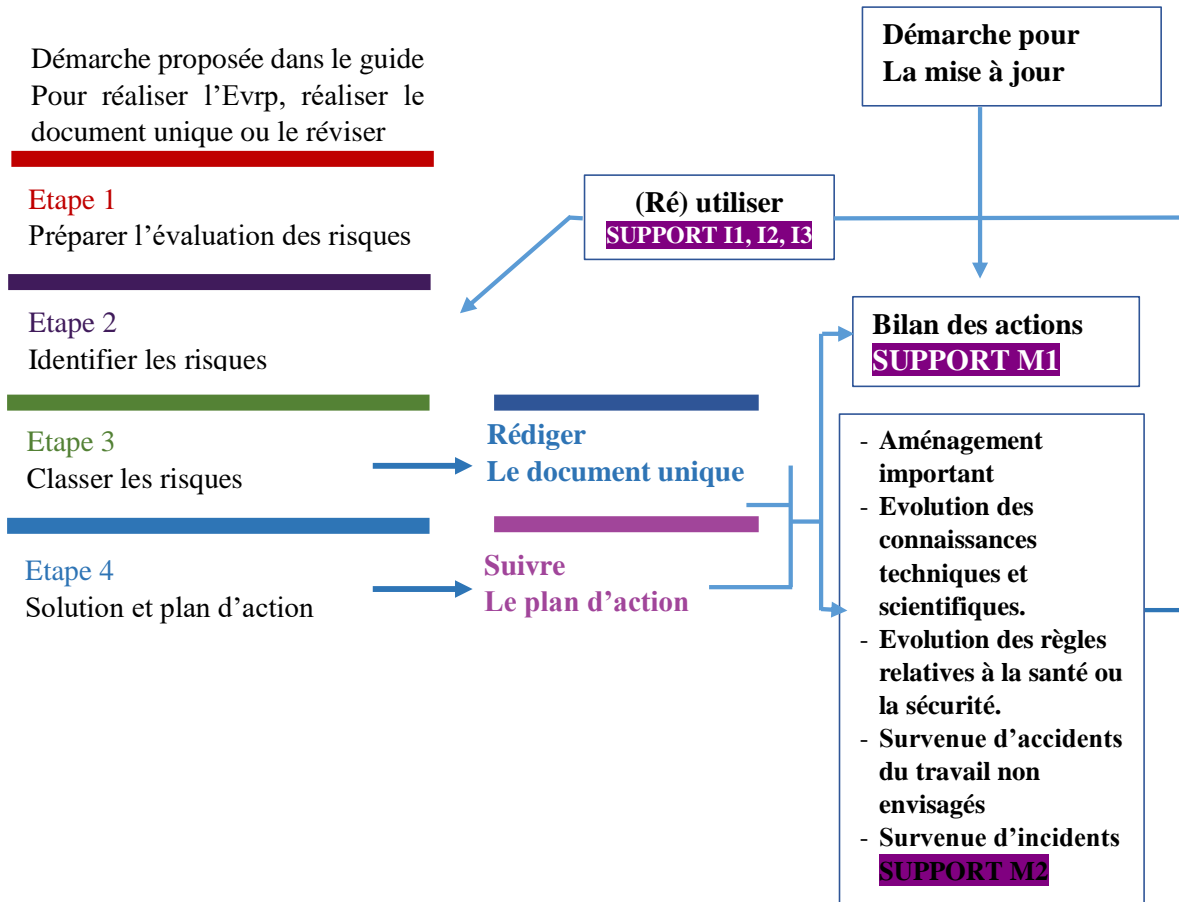 Démarche proposée dans le guide
Pour réaliser l’Evrp, réaliser le
document unique ou le réviser
Etape 1
Préparer l’évaluation des risques
Etape 2
Identifier les risques
Etape 3
Classer les risques
Etape 4
Solution et plan d’action
Rédiger
Le document unique
Suivre
Le plan d’action
(Ré) utiliser
SUPPORT I1, I2, I3
Démarche pour
La mise à jour
Bilan des actions
SUPPORT M1
- Aménagement
important
- Evolution des
connaissances
techniques et
scientifiques.
- Evolution des règles
relatives à la santé ou
la sécurité.
- Survenue d’accidents
du travail non
envisagés
- Survenue d’incidents
SUPPORT M2